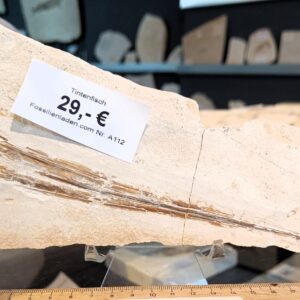 Tintenfisch
29,- €
Fossilienladen.com Nr. A112